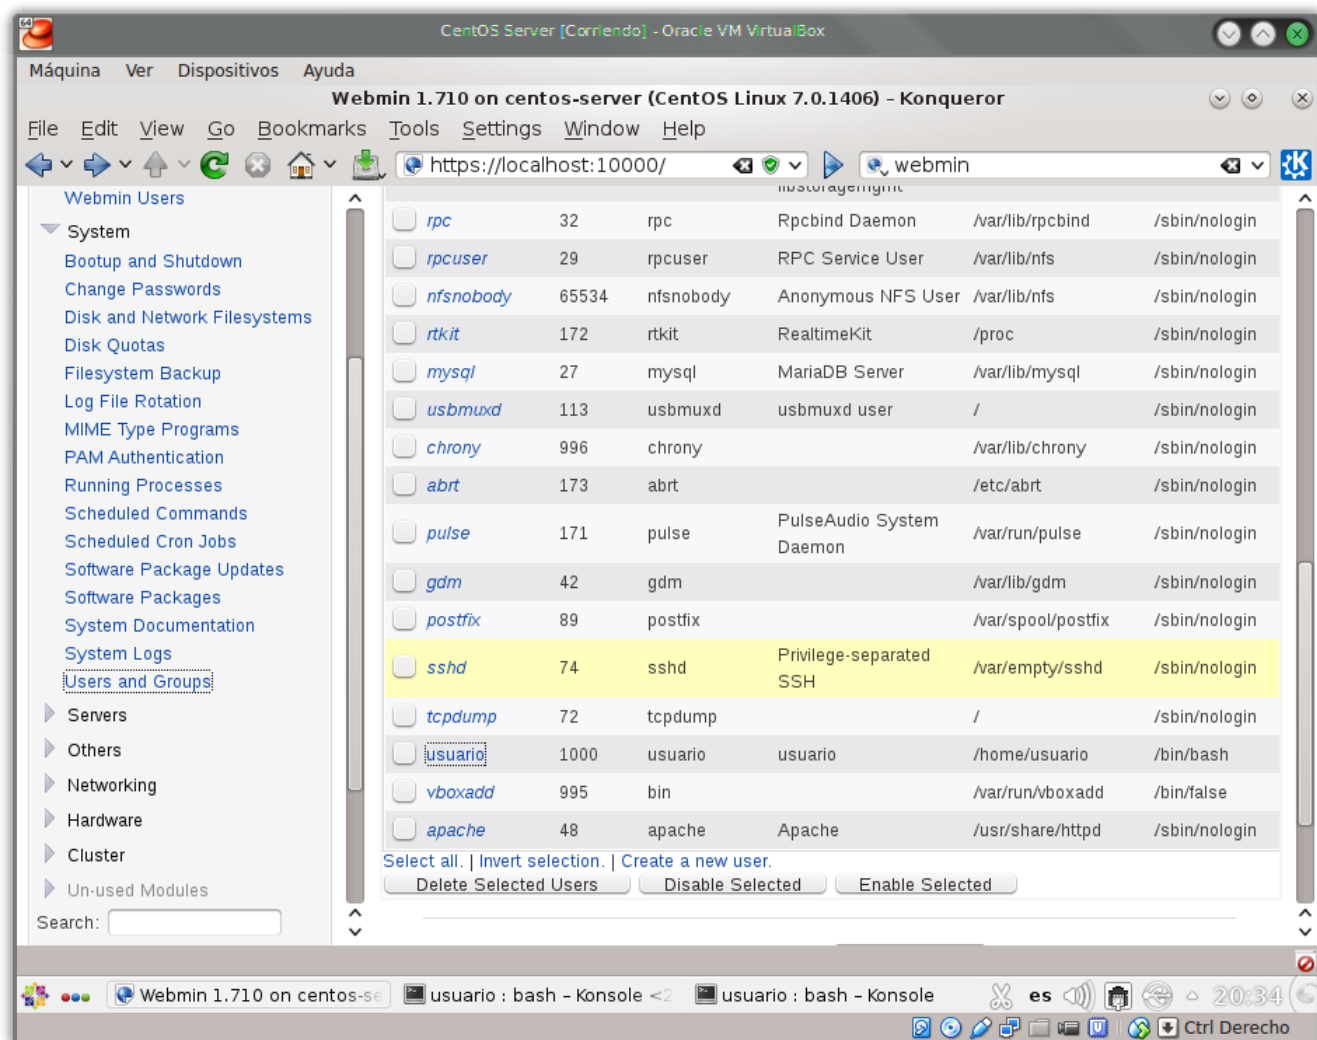 64
CentOS Server [Corriendo] - Oracle VM VirtualBox
Máquina Ver Dispositivos Ayuda
Webmin 1.710 on centos-server (CentOS Linux 7.0.1406) – Konqueror
File Edit View Go Bookmarks Tools Settings Window Help
https://localhost:10000/ webmin
Webmin Users
System
Bootup and Shutdown
Change Passwords
Disk and Network Filesystems
Disk Quotas
Filesystem Backup
Log File Rotation
MIME Type Programs
PAM Authentication
Running Processes
Scheduled Commands
Scheduled Cron Jobs
Software Package Updates
Software Packages
System Documentation
System Logs
Users and Groups
Servers
Others
Networking
Hardware
Cluster
Un-used Modules
Search:
libstoragemgmt
rpc 32 rpc Rpcbind Daemon /var/lib/rpcbind /sbin/nologin
rpcuser 29 rpcuser RPC Service User /var/lib/nfs /sbin/nologin
nfsnobody 65534 nfsnobody Anonymous NFS User /var/lib/nfs /sbin/nologin
rtkit 172 rtkit RealtimeKit /proc /sbin/nologin
mysql 27 mysql MariaDB Server /var/lib/mysql /sbin/nologin
usbmuxd 113 usbmuxd usbmuxd user / /sbin/nologin
chrony 996 chrony /var/lib/chrony /sbin/nologin
abrt 173 abrt /etc/abrt /sbin/nologin
pulse 171 pulse PulseAudio System Daemon /var/run/pulse /sbin/nologin
gdm 42 gdm /var/lib/gdm /sbin/nologin
postfix 89 postfix /var/spool/postfix /sbin/nologin
sshd 74 sshd Privilege-separated SSH /var/empty/sshd /sbin/nologin
tcpdump 72 tcpdump / /sbin/nologin
usuario 1000 usuario usuario /home/usuario /bin/bash
vboxadd 995 bin /var/run/vboxadd /bin/false
apache 48 apache Apache /usr/share/httpd /sbin/nologin
Select all. | Invert selection. | Create a new user.
Delete Selected Users Disable Selected Enable Selected
Webmin 1.710 on centos-se usuario : bash – Konsole <2 usuario : bash – Konsole es 20:34
Ctrl Derecho